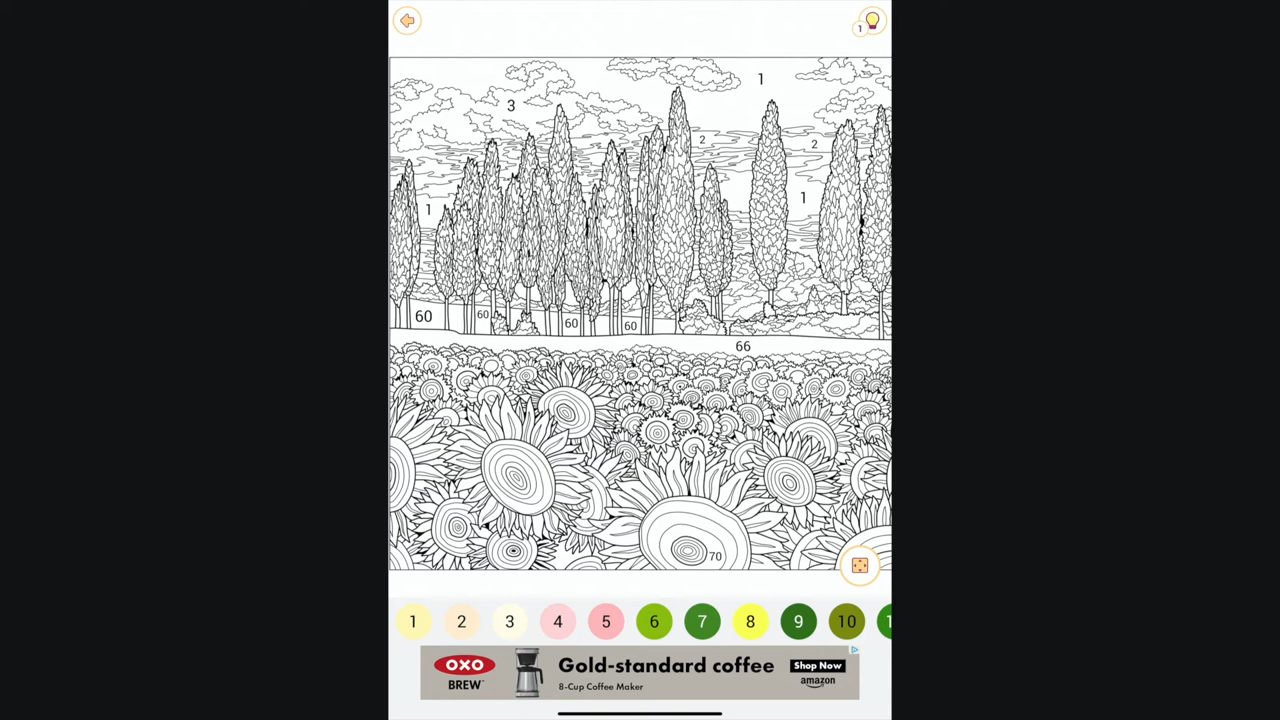 1
1
3
2
2
1
1
60
60
60
60
66
70
1 2 3 4 5 6 7 8 9 10
OXO
BREW
Gold-standard coffee
8-Cup Coffee Maker
Shop Now
amazon